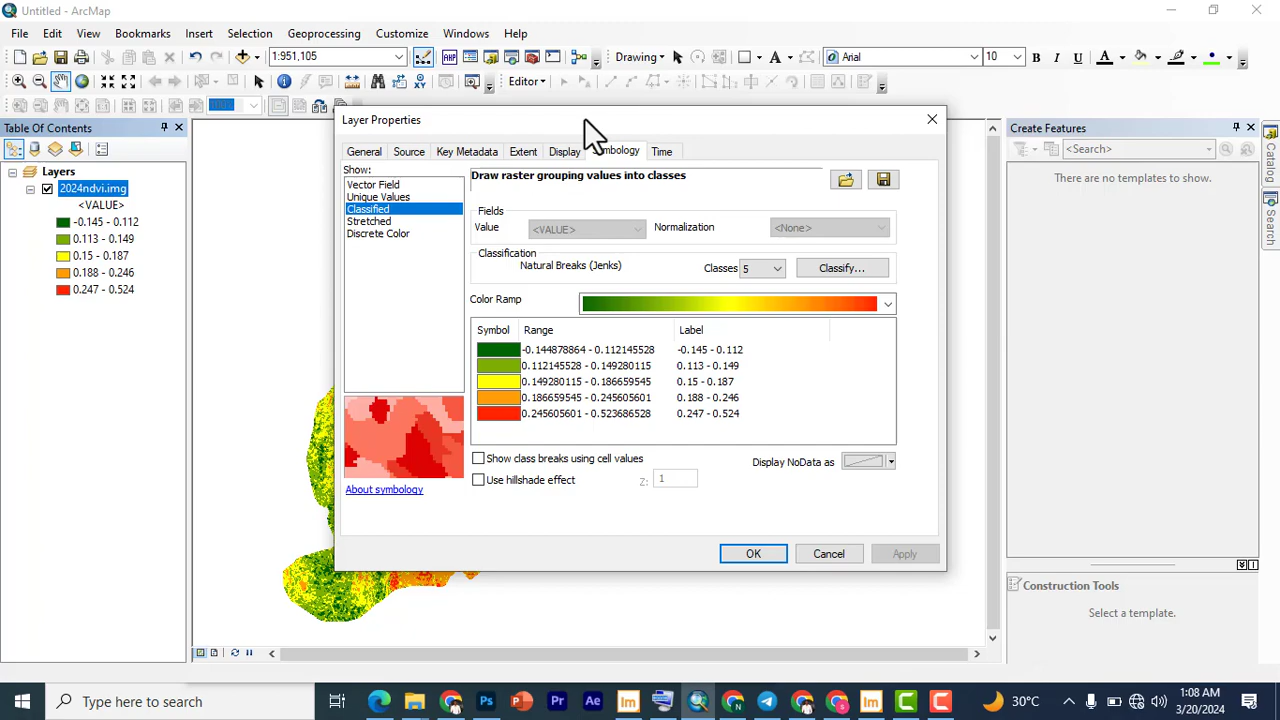 Untitled - ArcMap
File Edit View Bookmarks Insert Selection Geoprocessing Customize Windows Help
1:951,105
Drawing
Arial
10
B I U A
Editor
Table Of Contents
Layers
2024ndvi.img
<VALUE>
-0.145 - 0.112
0.113 - 0.149
0.15 - 0.187
0.188 - 0.246
0.247 - 0.524
Layer Properties
General Source Key Metadata Extent Display Symbology Time
Show:
Vector Field
Unique Values
Classified
Stretched
Discrete Color
About symbology
Draw raster grouping values into classes
Fields
Value <VALUE> Normalization <None>
Classification
Natural Breaks (Jenks) Classes 5 Classify...
Color Ramp
Symbol Range Label
-0.144878864 - 0.112145528 -0.145 - 0.112
0.112145528 - 0.149280115 0.113 - 0.149
0.149280115 - 0.186659545 0.15 - 0.187
0.186659545 - 0.245605601 0.188 - 0.246
0.245605601 - 0.523686528 0.247 - 0.524
Show class breaks using cell values Display NoData as
Use hillshade effect Z: 1
OK Cancel Apply
Create Features
<Search>
There are no templates to show.
Construction Tools
Select a template.
Catalog
Search
Type here to search
30°C
1:08 AM
3/20/2024